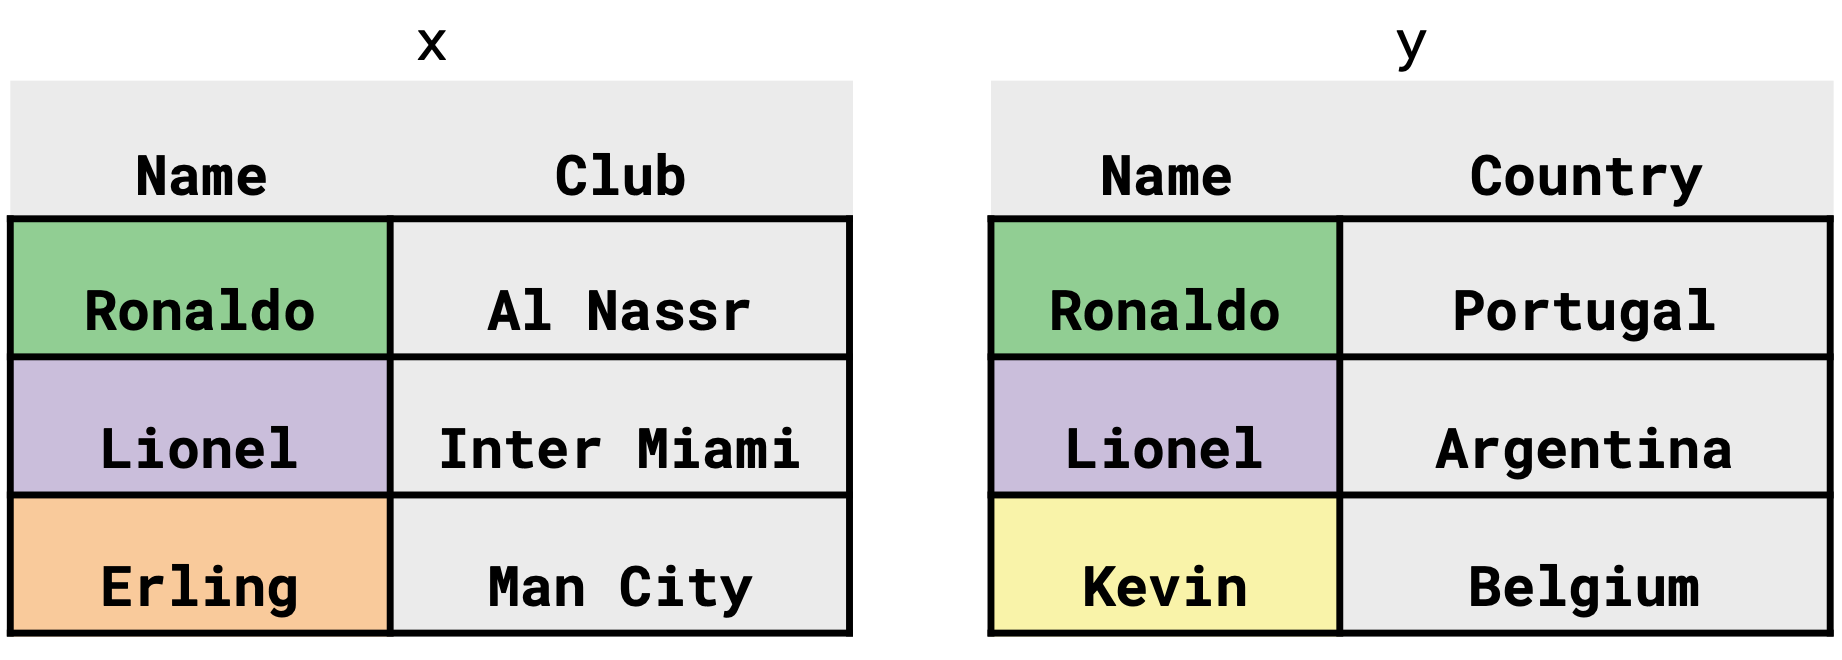 x
Name Club
Ronaldo Al Nassr
Lionel Inter Miami
Erling Man City
y
Name Country
Ronaldo Portugal
Lionel Argentina
Kevin Belgium